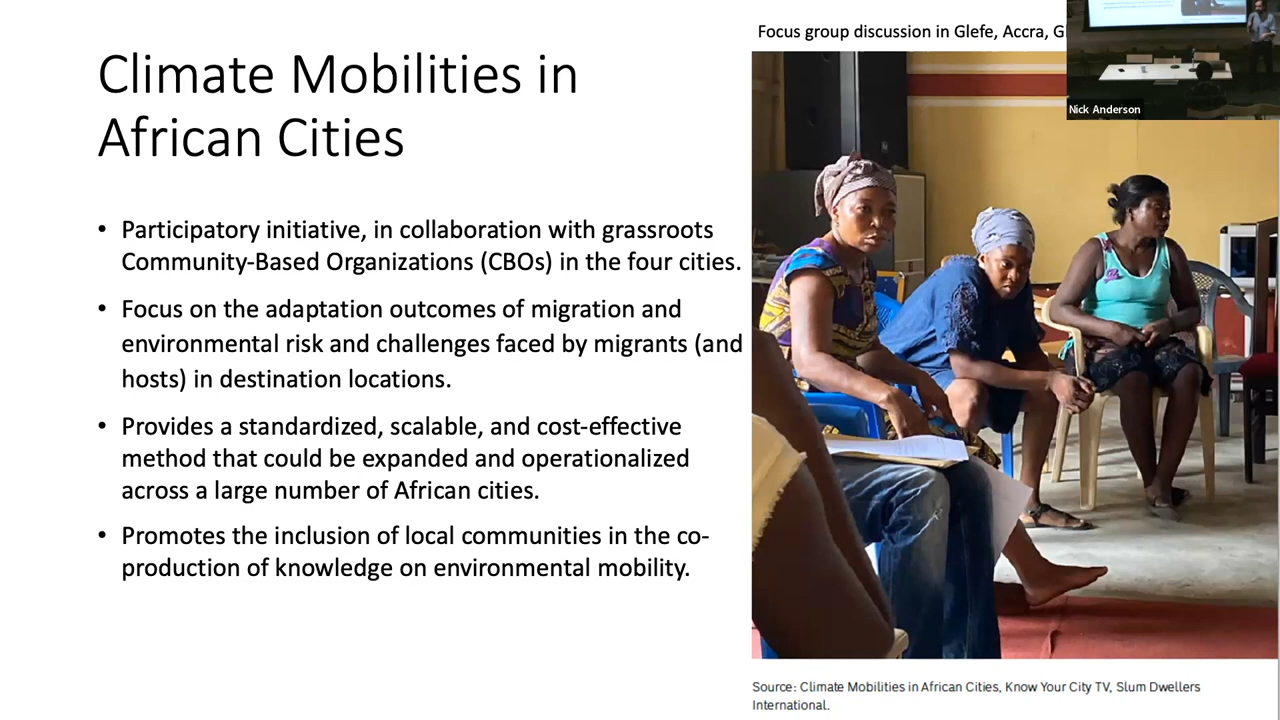 Climate Mobilities in
African Cities
• Participatory initiative, in collaboration with grassroots
Community-Based Organizations (CBOs) in the four cities.
• Focus on the adaptation outcomes of migration and
environmental risk and challenges faced by migrants (and
hosts) in destination locations.
• Provides a standardized, scalable, and cost-effective
method that could be expanded and operationalized
across a large number of African cities.
• Promotes the inclusion of local communities in the co-
production of knowledge on environmental mobility.
Focus group discussion in Glefe, Accra,
Nick Anderson
Source: Climate Mobilities in African Cities, Know Your City TV, Slum Dwellers
International.